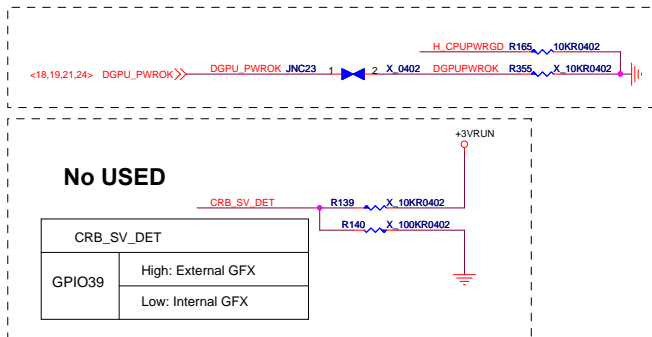 H_CPUPWRGD R165 10KR0402
<18,19,21,24> DGPU_PWROK DGPU_PWROK JNC23 1 2 X_0402 DGPUPWROK R355 X_10KR0402
+3VRUN
No USED
CRB_SV_DET R139 X_10KR0402
R140 X_100KR0402
CRB_SV_DET
GPIO39
High: External GFX
Low: Internal GFX